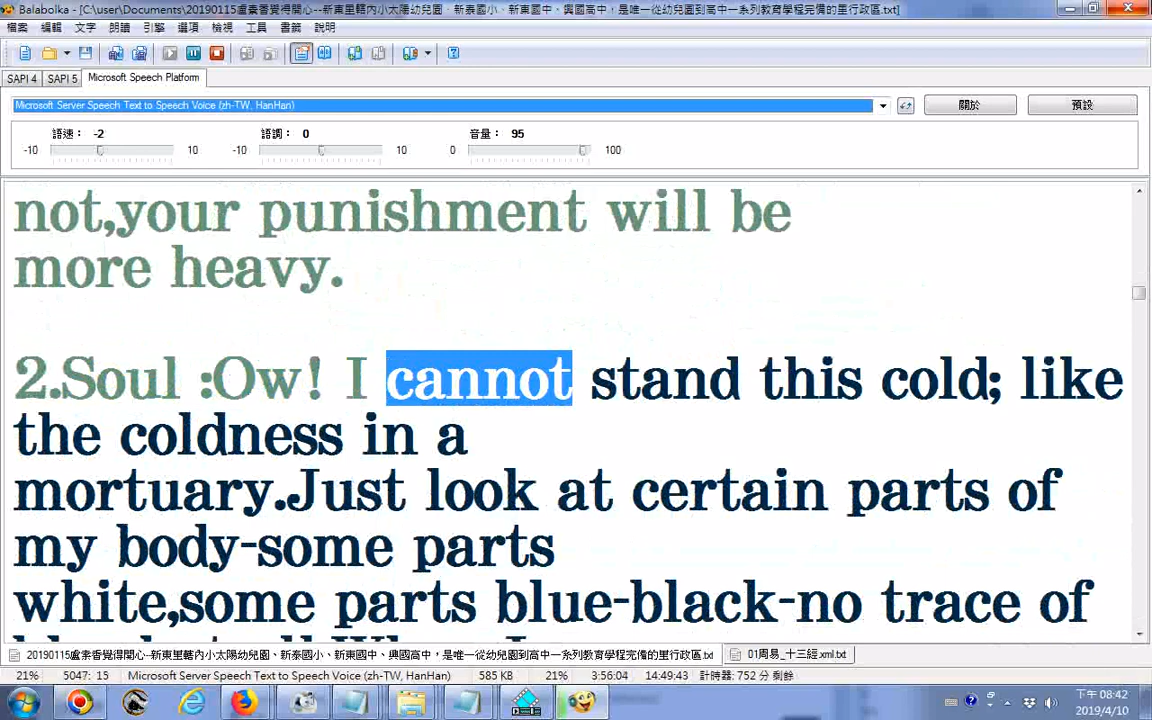 Balabolka - [C:\user\Documents\20190115盧素香覺得開心--新東里轄內小太陽幼兒園、新泰國小、新東國中。興國高中，是唯一從幼兒園到高中一系列教育學程完備的里行政區.txt]
檔案 編輯 文字 朗讀 引擎 選項 檢視 工具 書籤 說明
SAPI 4 SAPI 5 Microsoft Speech Platform
Microsoft Server Speech Text to Speech Voice (zh-TW, HanHan) 關於 預設
語速： -2 語調： 0 音量： 95
-10 10 -10 10 0 100
not,your punishment will be
more heavy.
2.Soul :Ow! I cannot stand this cold; like
the coldness in a
mortuary.Just look at certain parts of
my body-some parts
white,some parts blue-black-no trace of
20190115盧素香覺得開心--新東里轄內小太陽幼兒園、新泰國小、新東國中、興國高中，是唯一從幼兒園到高中一系列教育學程完備的里行政區.txt 01周易_十三經.xml.txt
21% 5047: 15 Microsoft Server Speech Text to Speech Voice (zh-TW, HanHan) 585 KB 21% 3:56:04 14:49:43 計時器: 752 分 剩餘
下午 08:42
2019/4/10